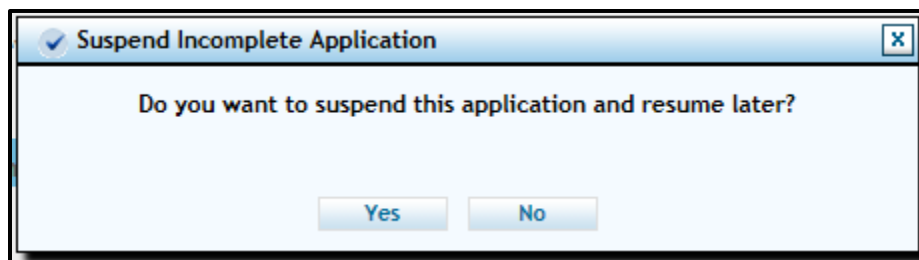 Suspend Incomplete Application
X
Do you want to suspend this application and resume later?
Yes No